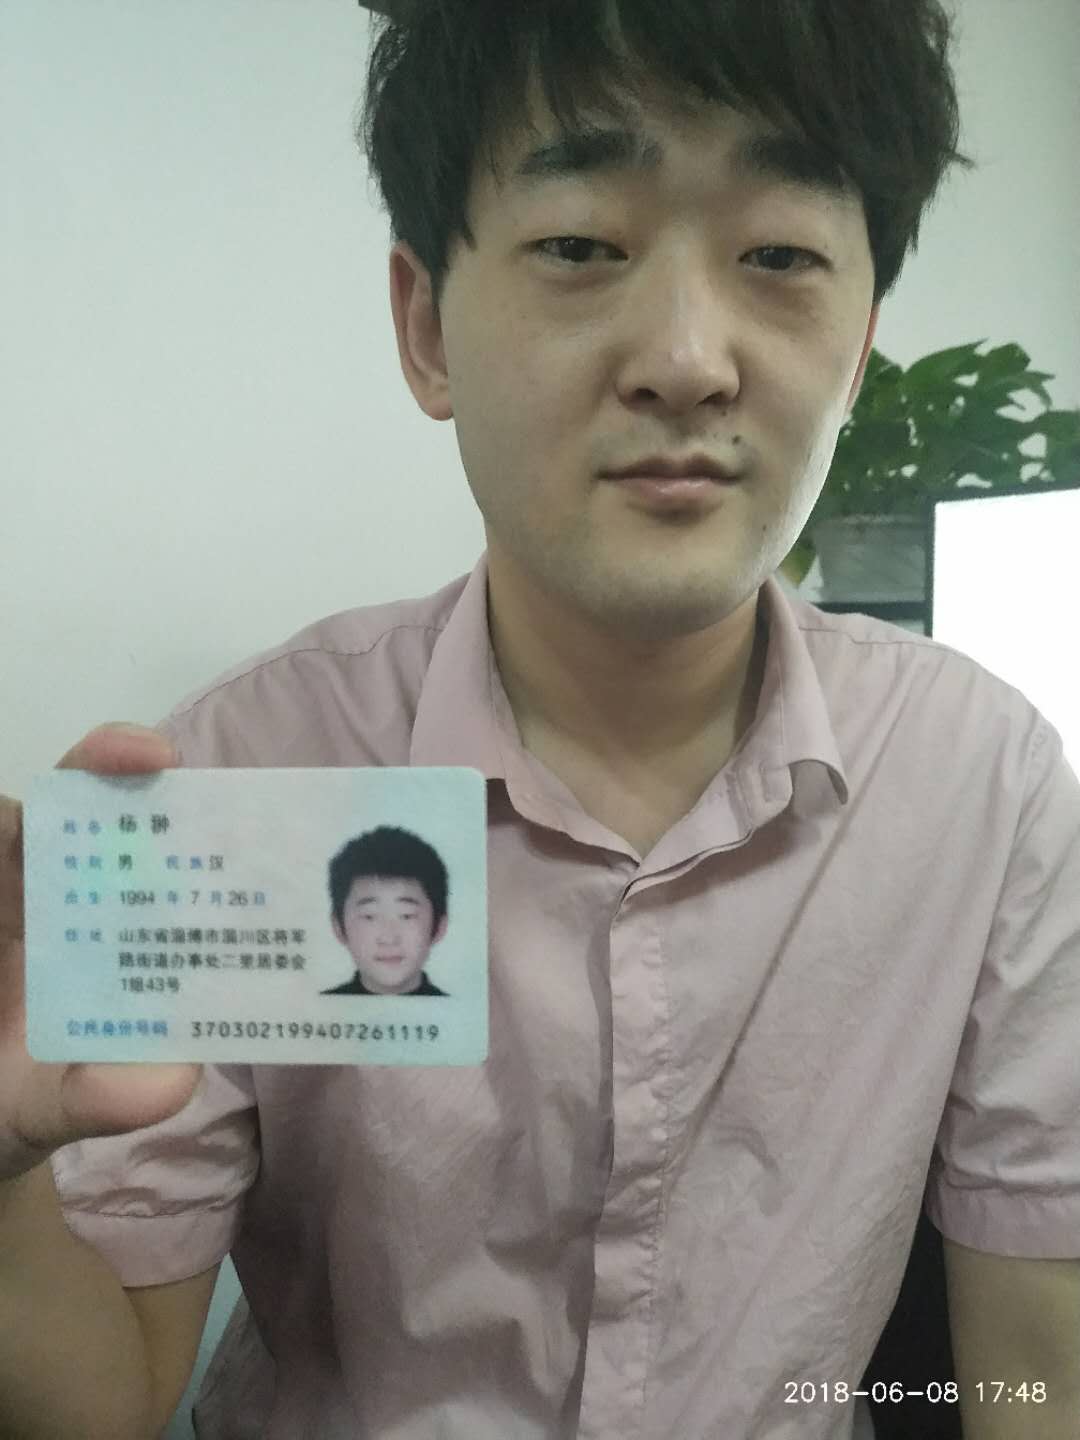 姓名 杨
性别 男 民族 汉
出生 1994 年 7 月 26 日
住址 山东省淄博市淄川区将军
路街道办事处二里居委会
1组43号
公民身份号码 370302199407261119
2018-06-08 17:48